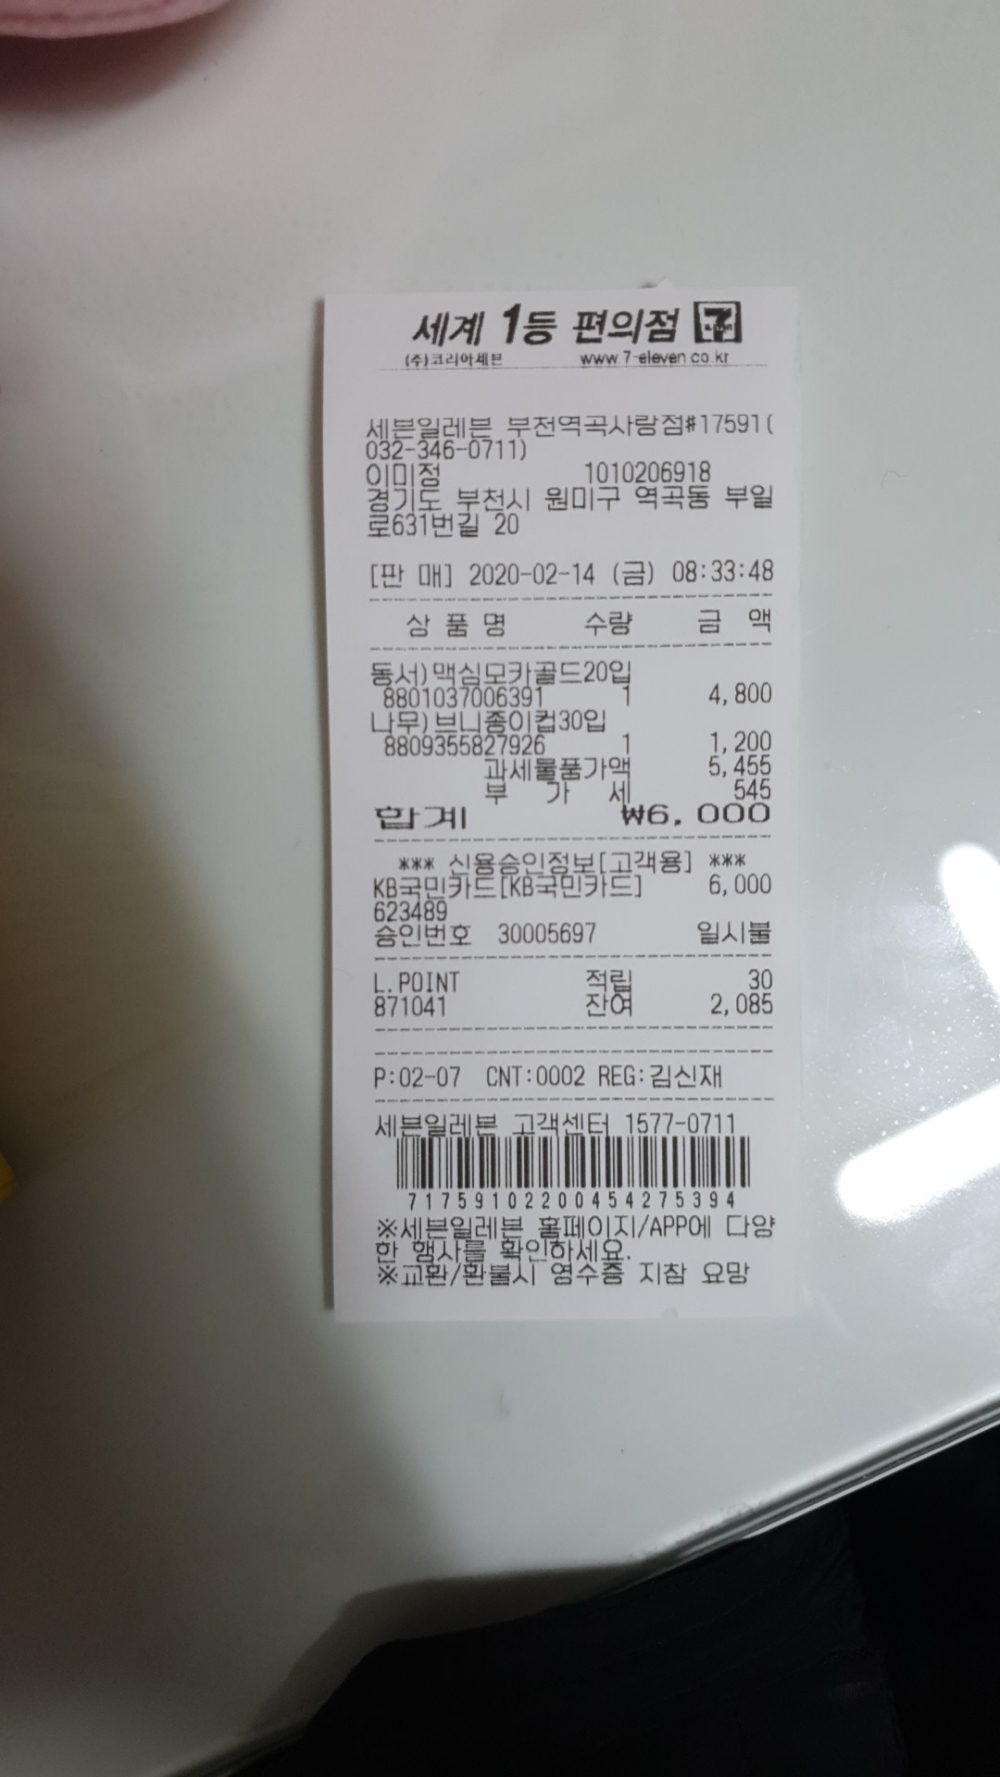 세계 1등 편의점 7
(주)코리아세븐 www.7-eleven.co.kr
세븐일레븐 부천역곡사랑점#17591(
032-346-0711)
이미정 1010206918
경기도 부천시 원미구 역곡동 부일
로631번길 20
[판 매] 2020-02-14 (금) 08:33:48
상 품 명 수량 금 액
동서)맥심모카골드20입
8801037006391 1 4,800
나무)브니종이컵30입
8809355827926 1 1,200
과세물품가액 5,455
부 가 세 545
합계 ₩6,000
*** 신용승인정보[고객용] ***
KB국민카드[KB국민카드] 6,000
623489
승인번호 30005697 일시불
L.POINT 적립 30
871041 잔여 2,085
P:02-07 CNT:0002 REG:김신재
세븐일레븐 고객센터 1577-0711
71759102200454275394
※세븐일레븐 홈페이지/APP에 다양
한 행사를 확인하세요.
※교환/환불시 영수증 지참 요망